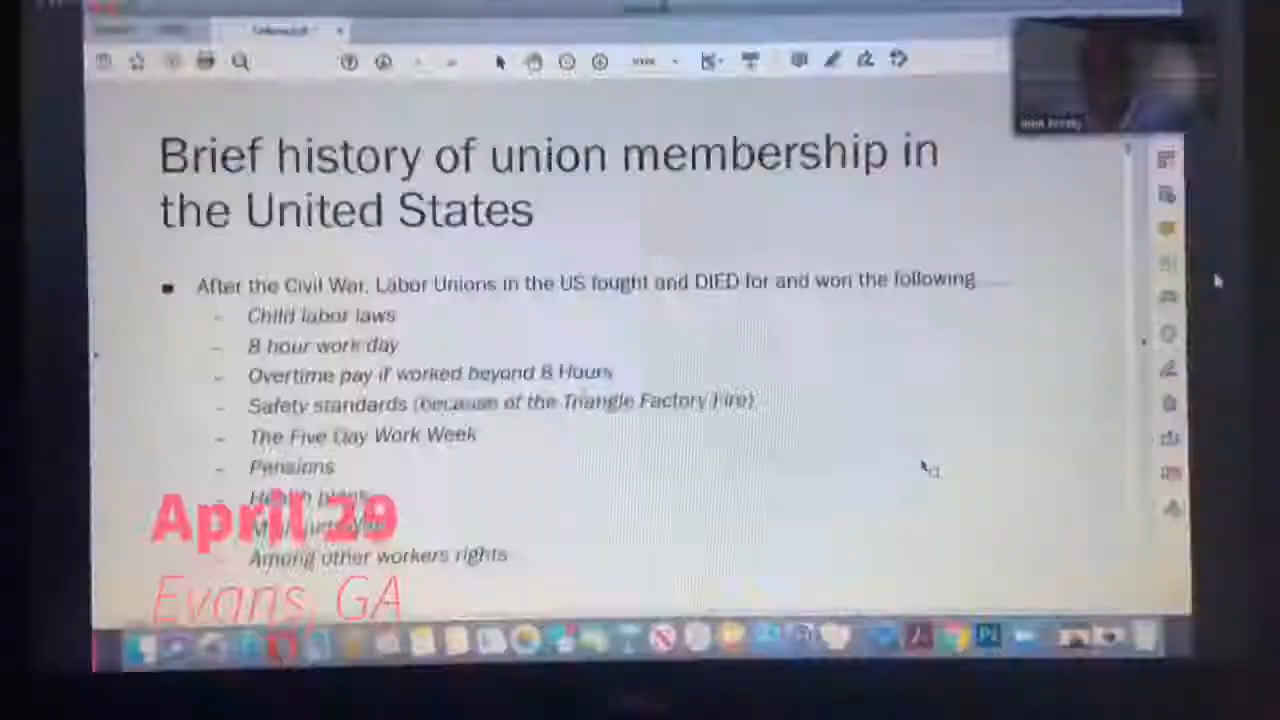 Brief history of union membership in
the United States
After the Civil War, Labor Unions in the US fought and DIED for and won the following
- Child labor laws
- 8 hour work day
- Overtime pay if worked beyond 8 Hours
- Safety standards (because of the Triangle Factory Fire)
- The Five Day Work Week
- Pensions
- Health plans
April 29
- Among other workers rights
Evans, GA